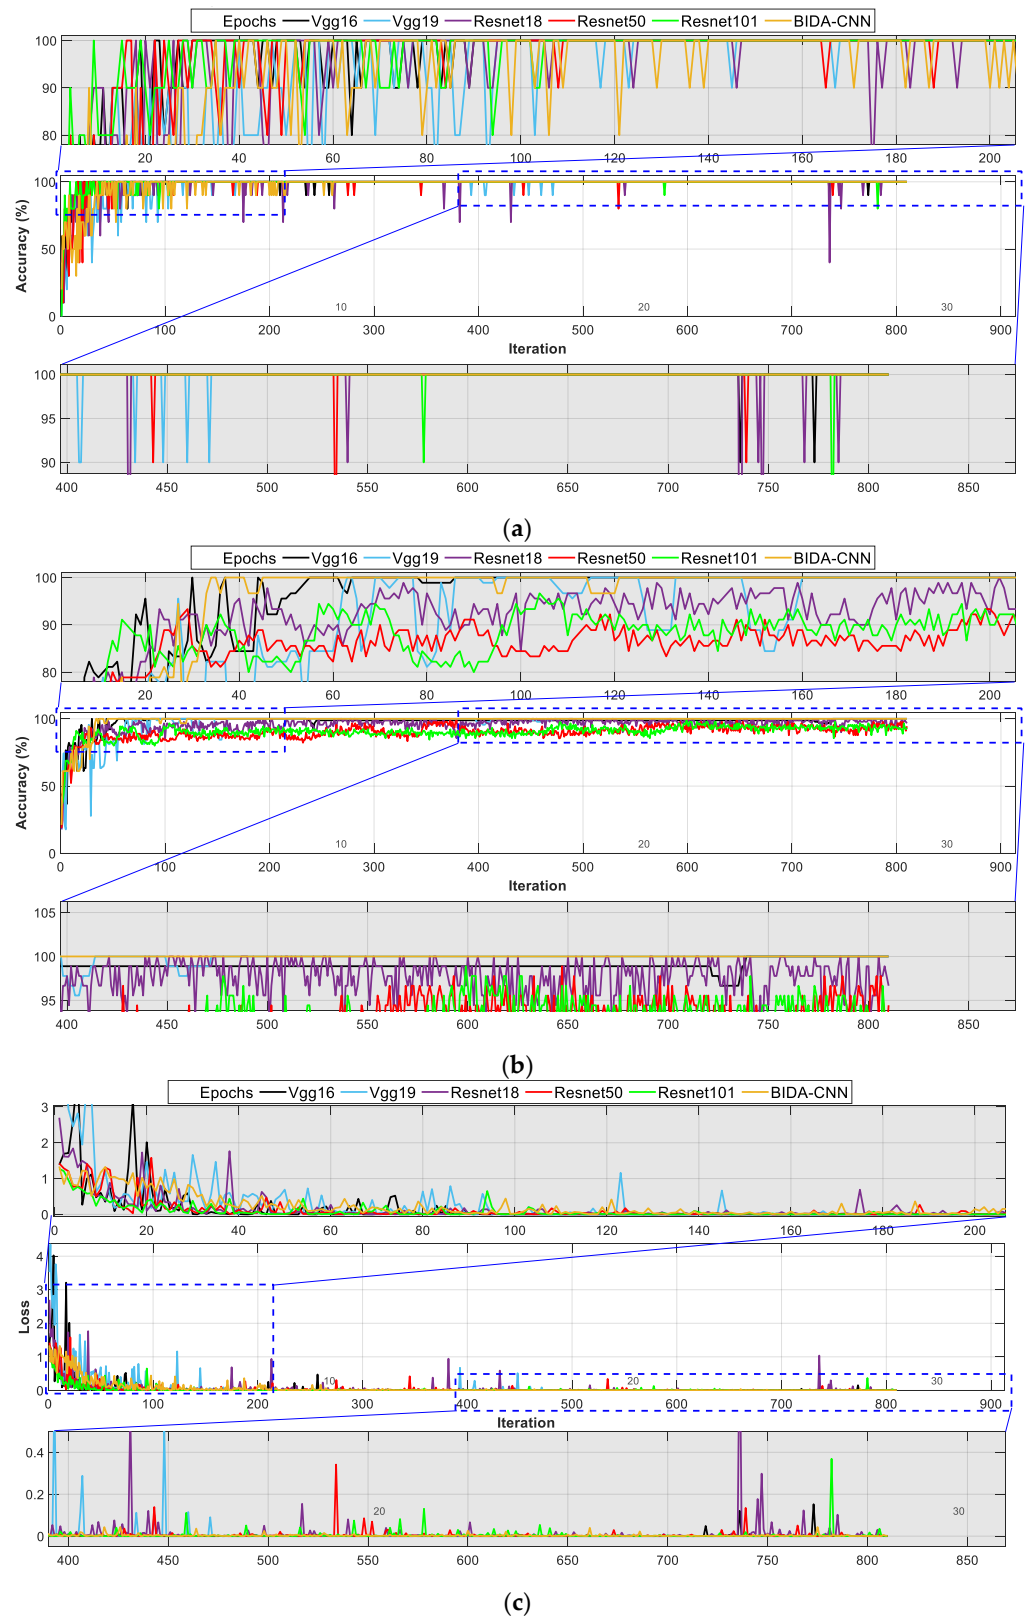 Epochs Vgg16 Vgg19 Resnet18 Resnet50 Resnet101 BIDA-CNN
100
90
80
20 40 60 80 100 120 140 160 180 200
100
50
0
Accuracy (%)
10 20 30
0 100 200 300 400 500 600 700 800 900
Iteration
100
95
90
400 450 500 550 600 650 700 750 800 850
(a)
Epochs Vgg16 Vgg19 Resnet18 Resnet50 Resnet101 BIDA-CNN
100
90
80
20 40 60 80 100 120 140 160 180 200
100
50
0
Accuracy (%)
10 20 30
0 100 200 300 400 500 600 700 800 900
Iteration
105
100
95
400 450 500 550 600 650 700 750 800 850
(b)
Epochs Vgg16 Vgg19 Resnet18 Resnet50 Resnet101 BIDA-CNN
3
2
1
0
0 20 40 60 80 100 120 140 160 180 200
4
3
2
1
0
Loss
10 20 30
0 100 200 300 400 500 600 700 800 900
Iteration
0.4
0.2
0
20 30
400 450 500 550 600 650 700 750 800 850
(c)